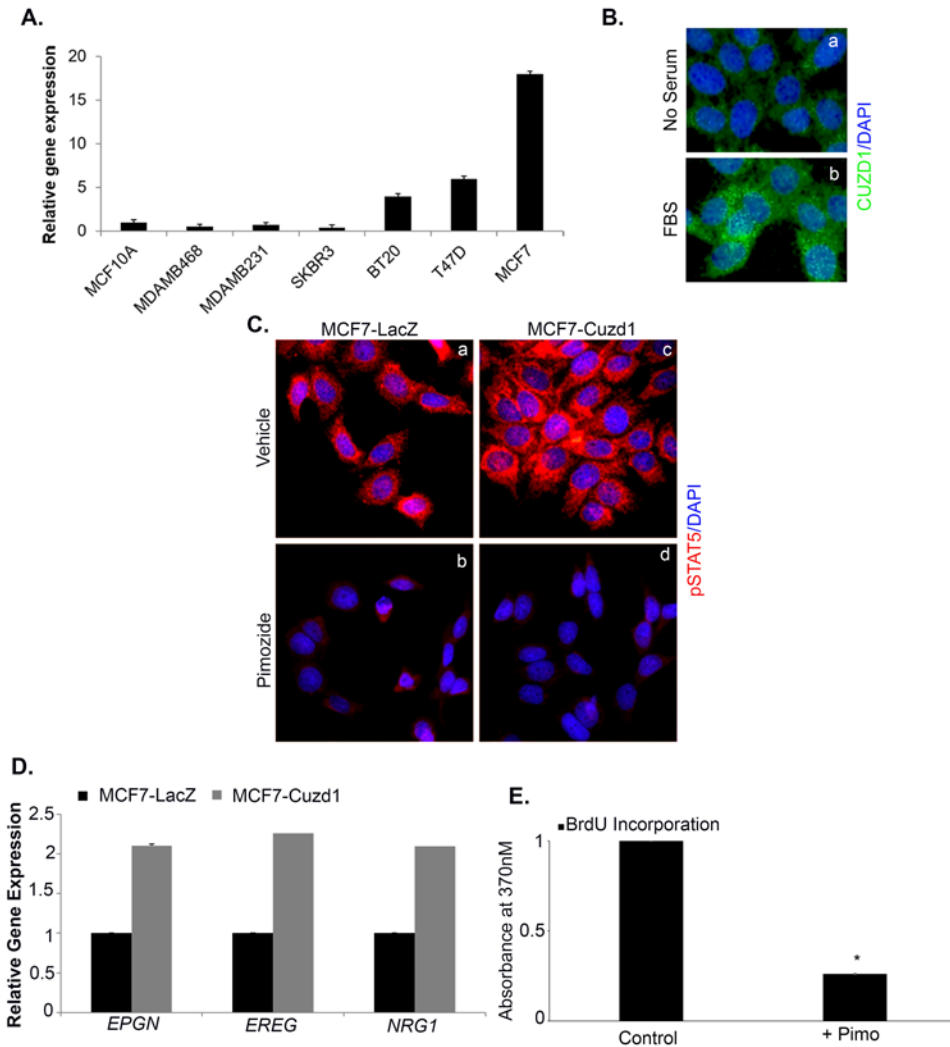 A.
Relative gene expression
20
15
10
5
0
MCF10A
MDAMB468
MDAMB231
SKBR3
BT20
T47D
MCF7
B.
No Serum
a
FBS
b
CUZD1/DAPI
C.
MCF7-LacZ
MCF7-Cuzd1
Vehicle
a
c
Pimozide
b
d
pSTAT5/DAPI
D.
MCF7-LacZ
MCF7-Cuzd1
Relative Gene Expression
2.5
2
1.5
1
0.5
0
EPGN
EREG
NRG1
E.
BrdU Incorporation
Absorbance at 370nM
1
0.5
0
*
Control
+ Pimo